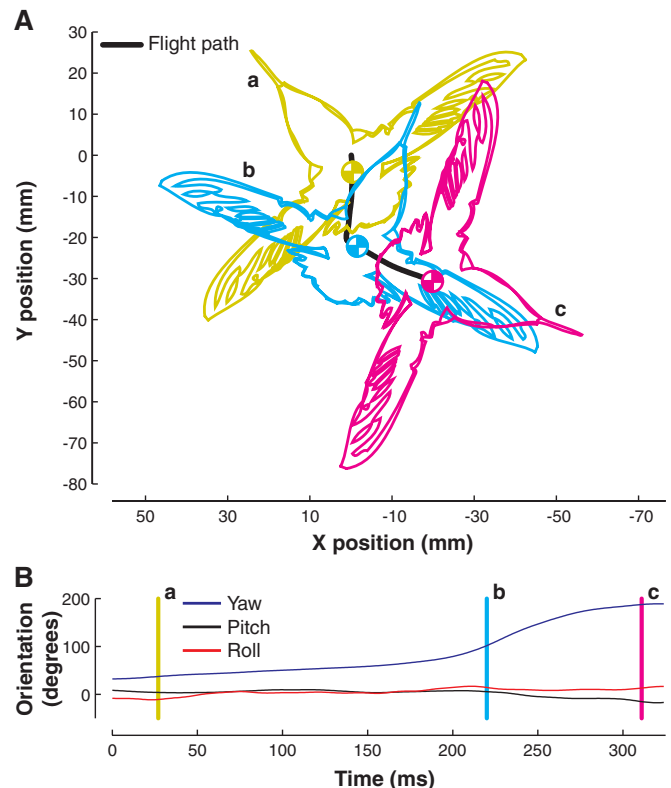 A
Flight path
a
b
c
30
20
10
0
-10
-20
-30
-40
-50
-60
-70
-80
Y position (mm)
50 30 10 -10 -30 -50 -70
X position (mm)
B
a b c
Yaw
Pitch
Roll
200
100
0
Orientation
(degrees)
0 50 100 150 200 250 300
Time (ms)